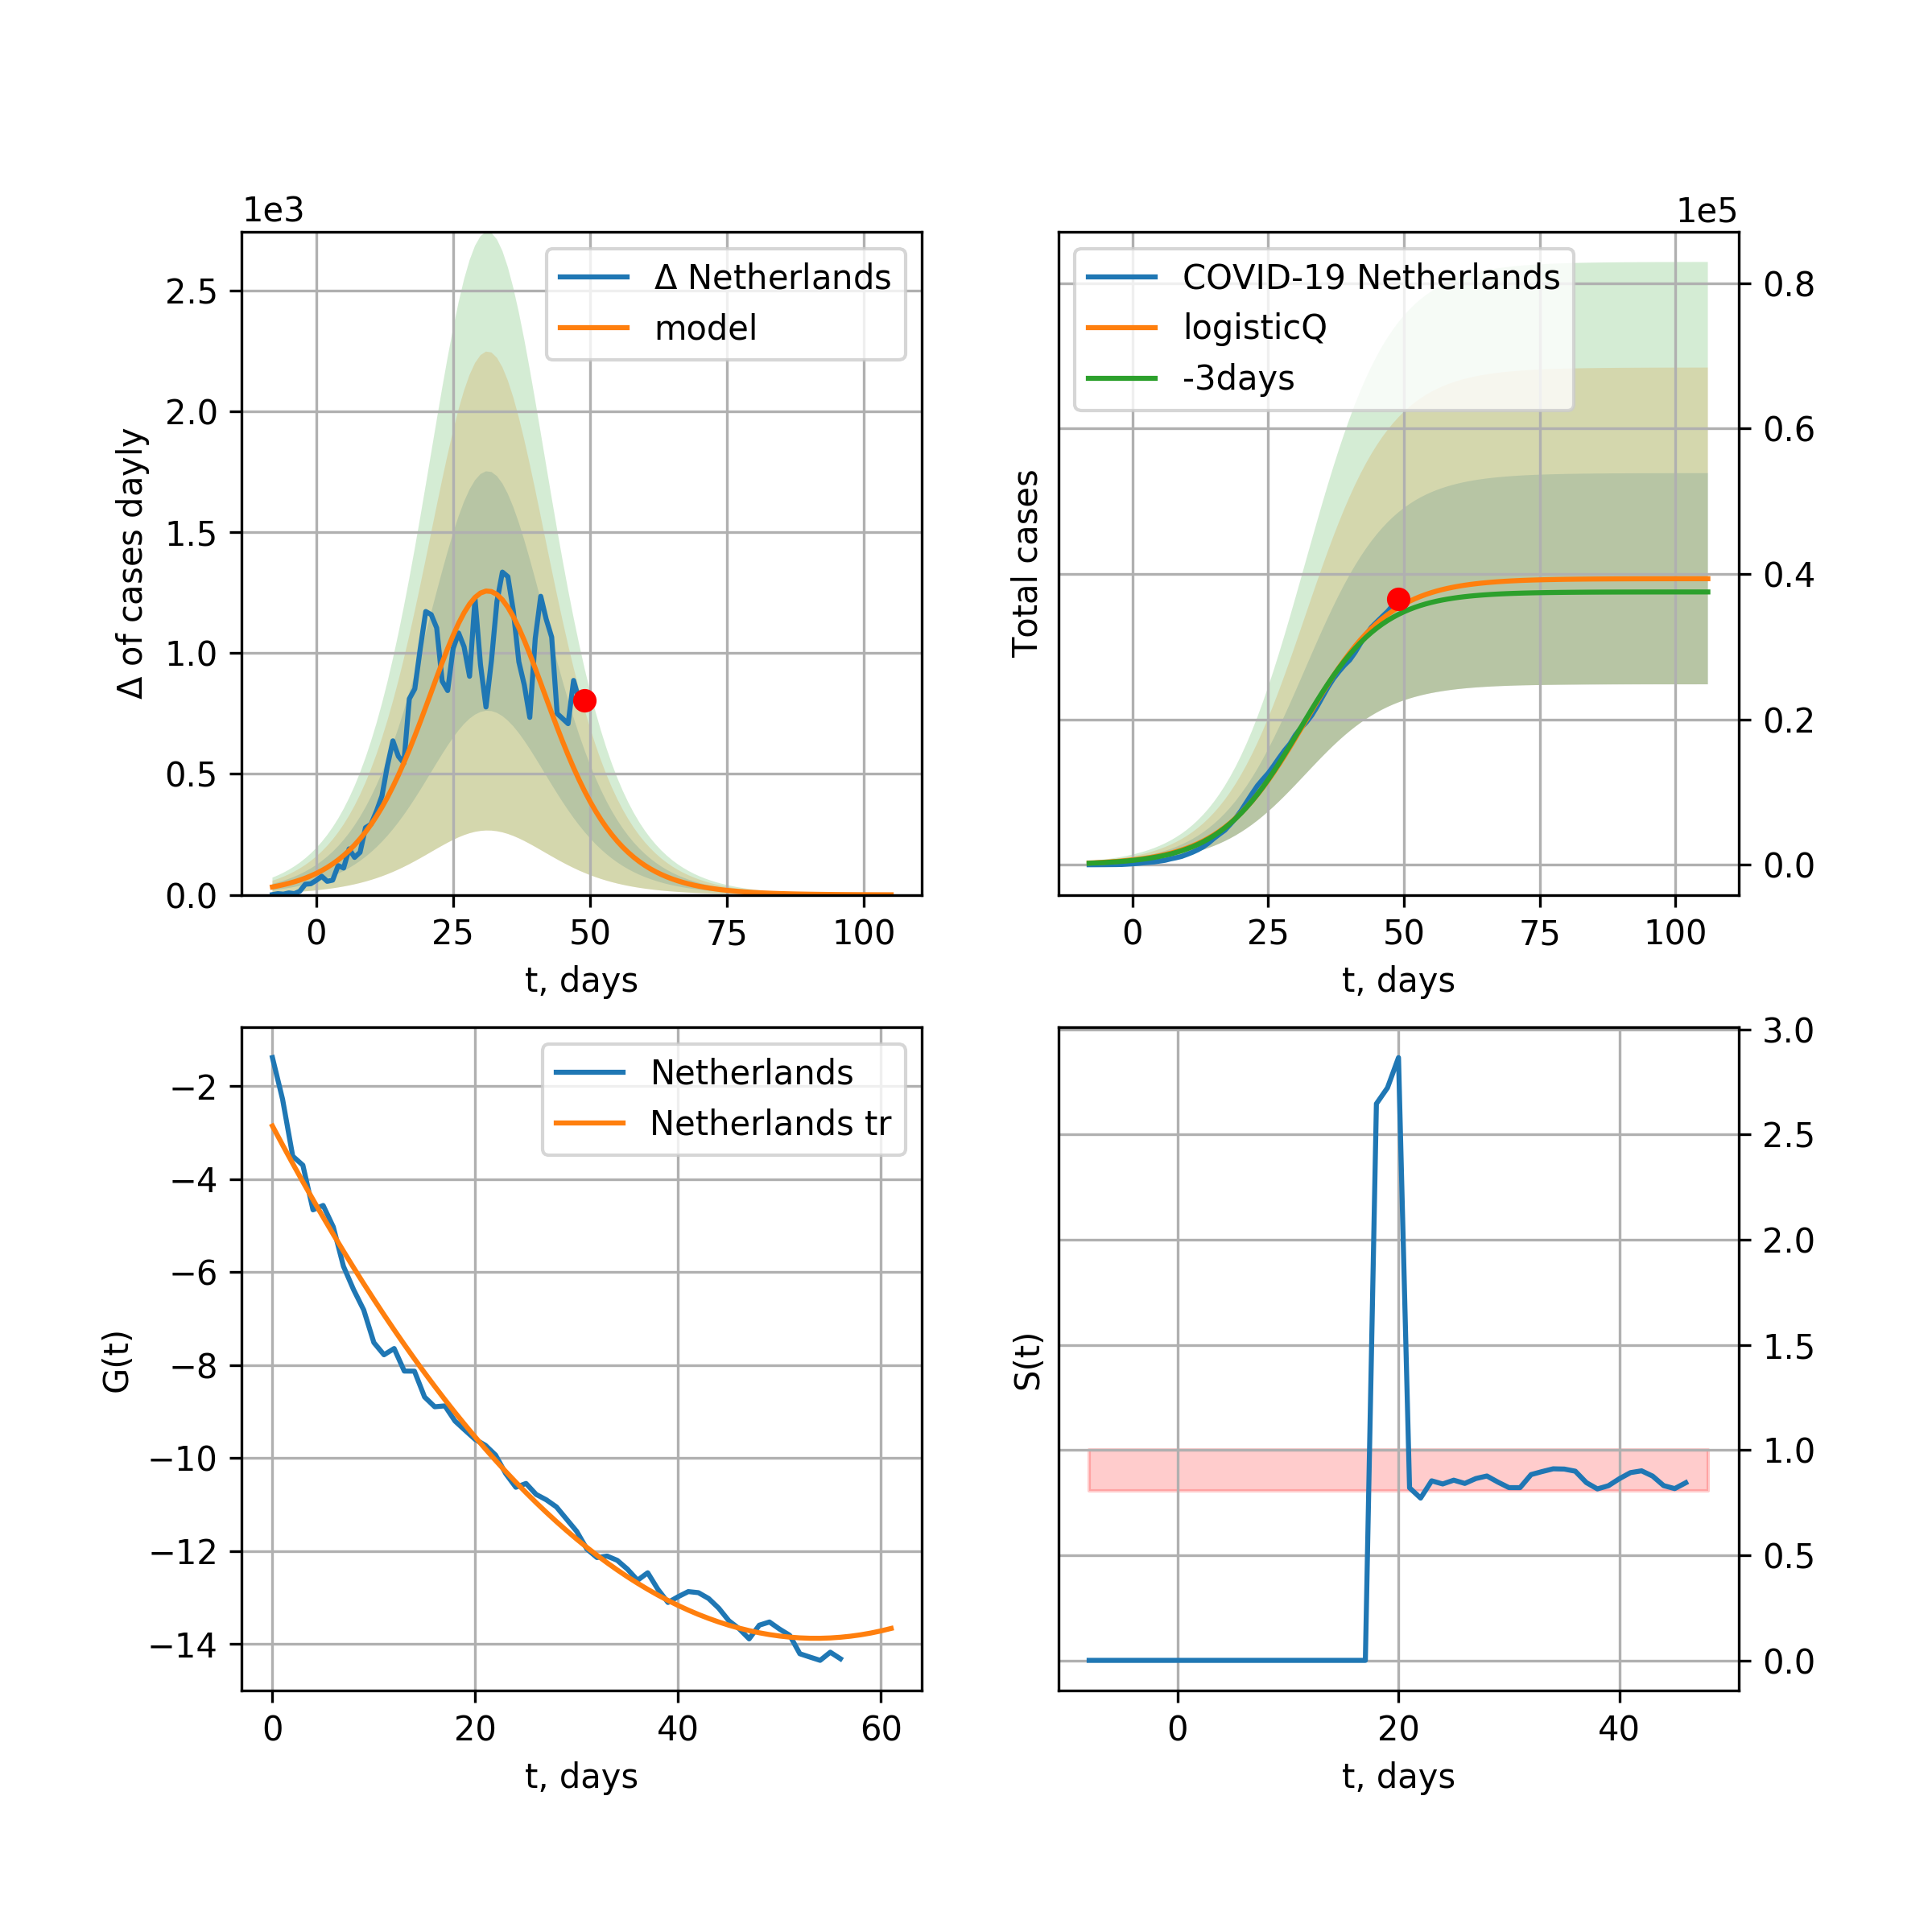 1e3
Δ of cases dayly
2.5
2.0
1.5
1.0
0.5
0.0
Δ Netherlands
model
0 25 50 75 100
t, days
1e5
Total cases
COVID-19 Netherlands
logisticQ
-3days
0.8
0.6
0.4
0.2
0.0
0 25 50 75 100
t, days
G(t)
−2
−4
−6
−8
−10
−12
−14
Netherlands
Netherlands tr
0 20 40 60
t, days
S(t)
3.0
2.5
2.0
1.5
1.0
0.5
0.0
0 20 40
t, days